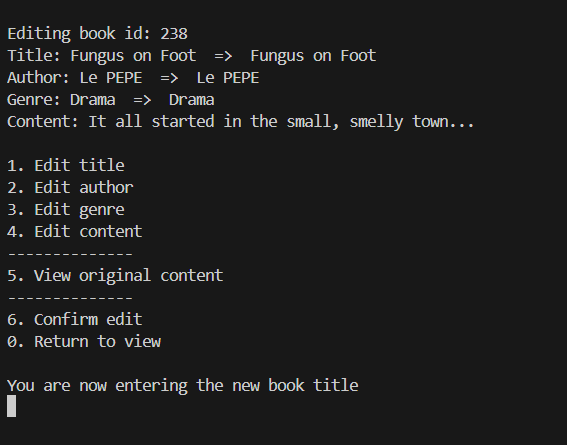 Editing book id: 238
Title: Fungus on Foot  =>  Fungus on Foot
Author: Le PEPE  =>  Le PEPE
Genre: Drama  =>  Drama
Content: It all started in the small, smelly town...
1. Edit title
2. Edit author
3. Edit genre
4. Edit content
--------------
5. View original content
--------------
6. Confirm edit
0. Return to view
You are now entering the new book title